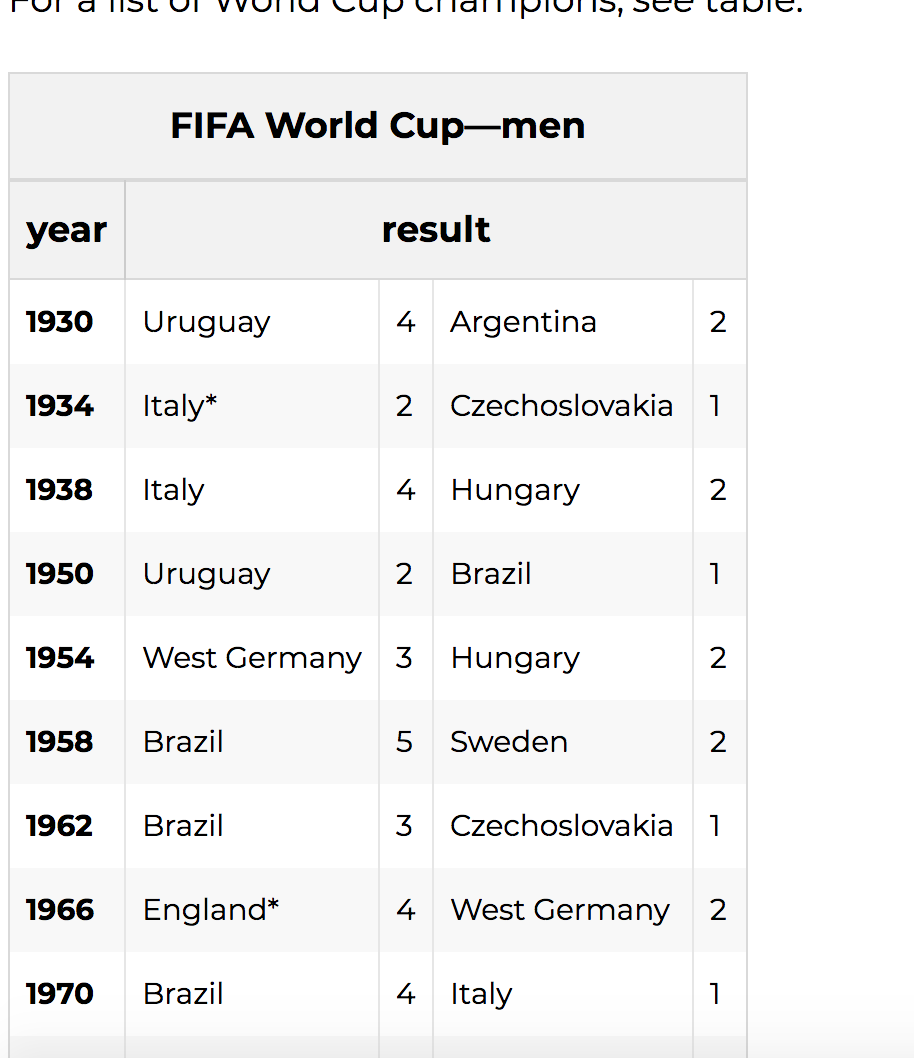 For a list of World Cup champions, see table.
FIFA World Cup—men
year result
1930 Uruguay 4 Argentina 2
1934 Italy* 2 Czechoslovakia 1
1938 Italy 4 Hungary 2
1950 Uruguay 2 Brazil 1
1954 West Germany 3 Hungary 2
1958 Brazil 5 Sweden 2
1962 Brazil 3 Czechoslovakia 1
1966 England* 4 West Germany 2
1970 Brazil 4 Italy 1